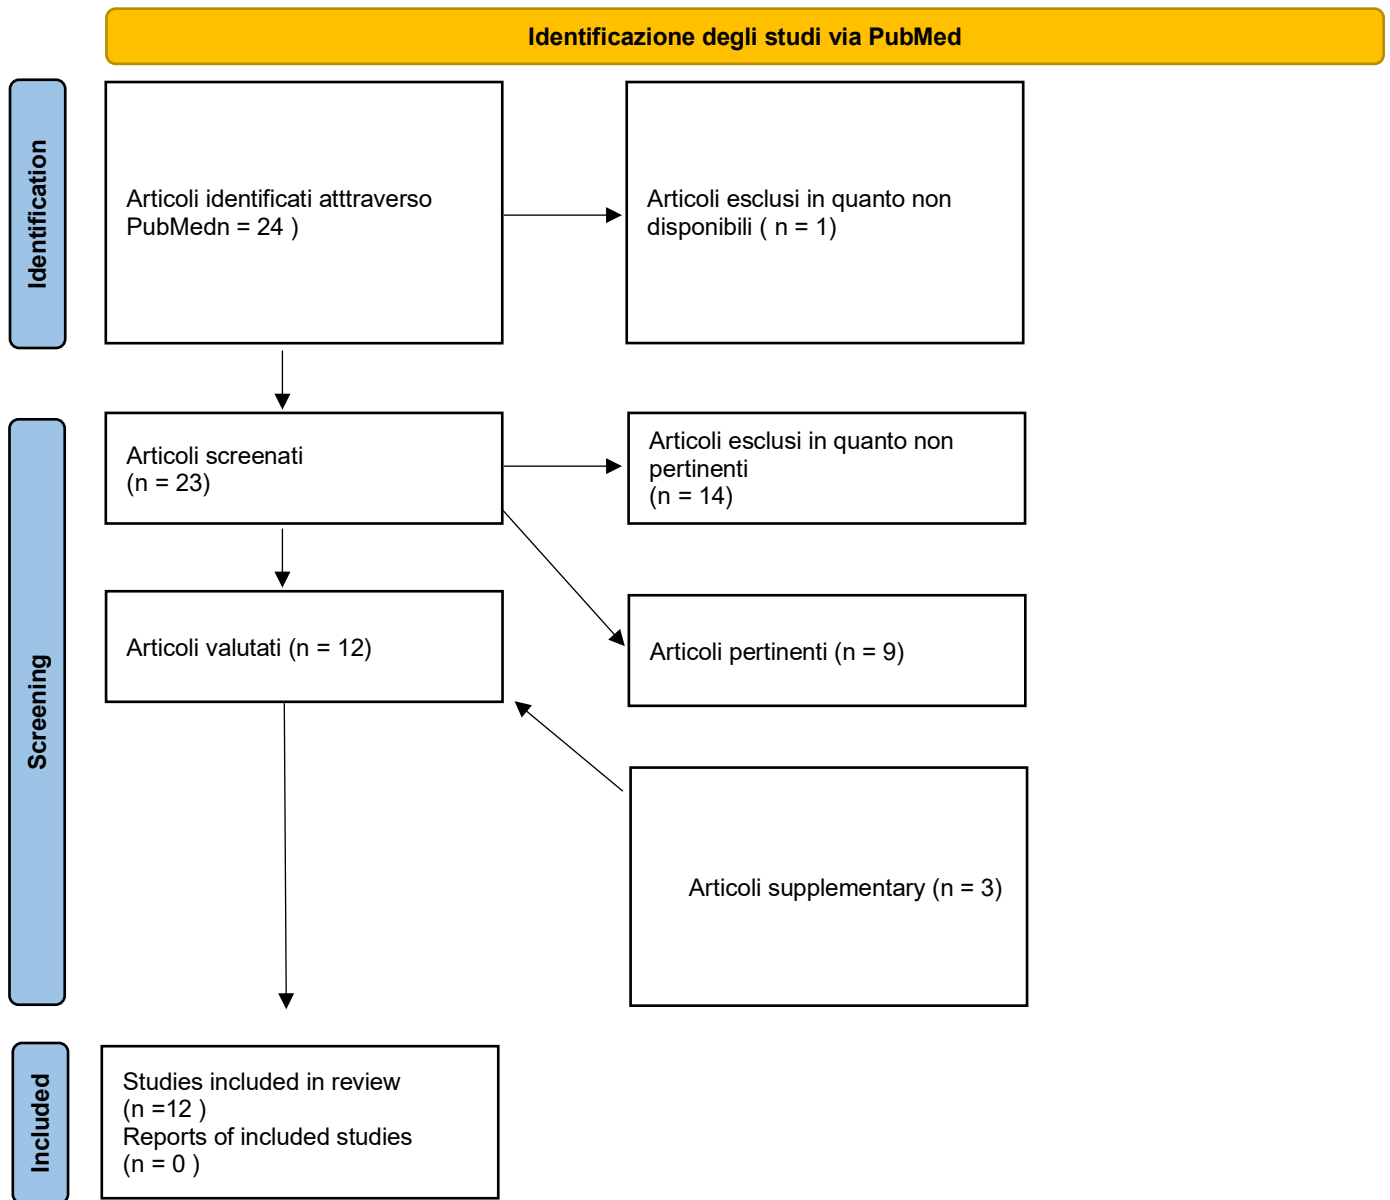 Identificazione degli studi via PubMed
Identification
Articoli identificati atttraverso
PubMedn = 24 )
Articoli esclusi in quanto non
disponibili ( n = 1)
Screening
Articoli screenati
(n = 23)
Articoli esclusi in quanto non
pertinenti
(n = 14)
Articoli valutati (n = 12)
Articoli pertinenti (n = 9)
Articoli supplementary (n = 3)
Included
Studies included in review
(n =12 )
Reports of included studies
(n = 0 )